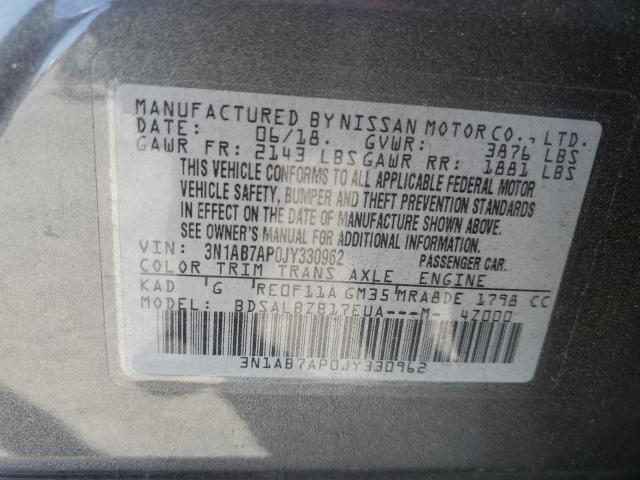 MANUFACTURED BY NISSAN MOTOR CO., LTD.
DATE: 06/18. GVWR: 3876 LBS
GAWR FR: 2143 LBS GAWR RR: 1881 LBS
THIS VEHICLE CONFORMS TO ALL APPLICABLE FEDERAL MOTOR
VEHICLE SAFETY, BUMPER AND THEFT PREVENTION STANDARDS
IN EFFECT ON THE DATE OF MANUFACTURE SHOWN ABOVE.
SEE OWNER'S MANUAL FOR ADDITIONAL INFORMATION.
VIN: 3N1AB7AP0JY330962 PASSENGER CAR.
COLOR TRIM TRANS AXLE ENGINE
KAD G RE0F11A GM35 MRA8DE 1798 CC
MODEL: BDSALBZB17EUA---M- 4Z000
3N1AB7AP0JY330962